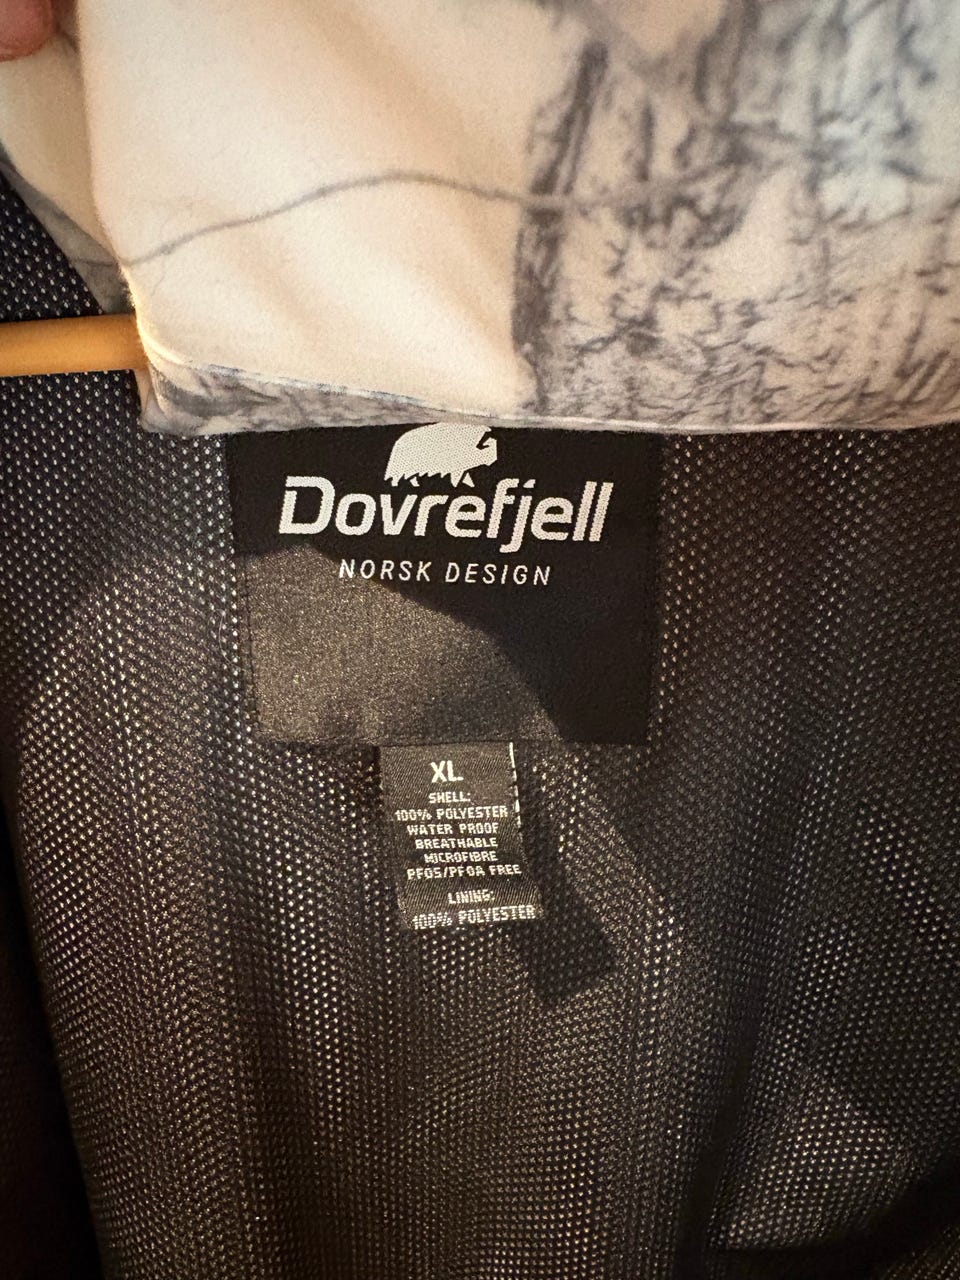 Dovrefjell
NORSK DESIGN
XL
SHELL:
100% POLYESTER
WATER PROOF
BREATHABLE
MICROFIBRE
PFOS/PFOA FREE
LINING:
100% POLYESTER